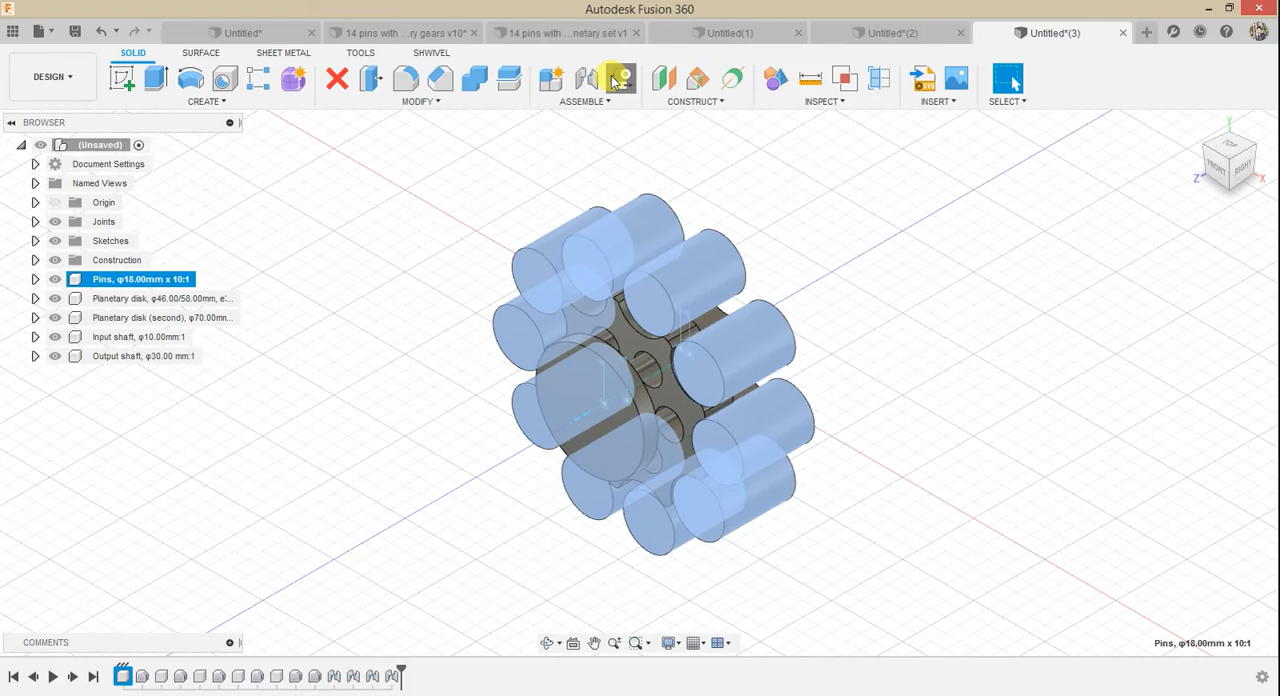 Autodesk Fusion 360
Untitled*
14 pins with ...ry gears v10*
14 pins with ...netary set v1
Untitled(1)
Untitled*(2)
Untitled*(3)
DESIGN
SOLID
SURFACE
SHEET METAL
TOOLS
SHWIVEL
CREATE
MODIFY
ASSEMBLE
CONSTRUCT
INSPECT
INSERT
SELECT
BROWSER
(Unsaved)
Document Settings
Named Views
Origin
Joints
Sketches
Construction
Pins, φ18.00mm x 10:1
Planetary disk, φ46.00/58.00mm, e:...
Planetary disk (second), φ70.00mm...
Input shaft, φ10.00mm:1
Output shaft, φ30.00 mm:1
Y
TOP
FRONT
RIGHT
Z
X
COMMENTS
Pins, φ18.00mm x 10:1